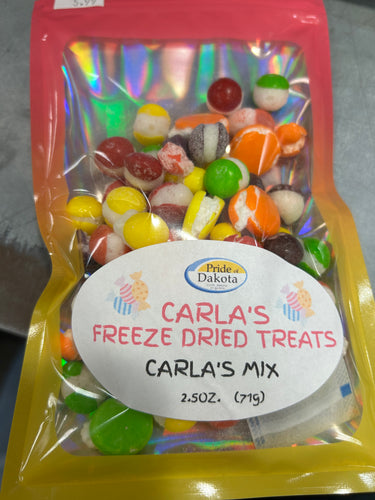 Pride of
Dakota
CARLA'S
FREEZE DRIED TREATS
CARLA'S MIX
2.5OZ. (71g)